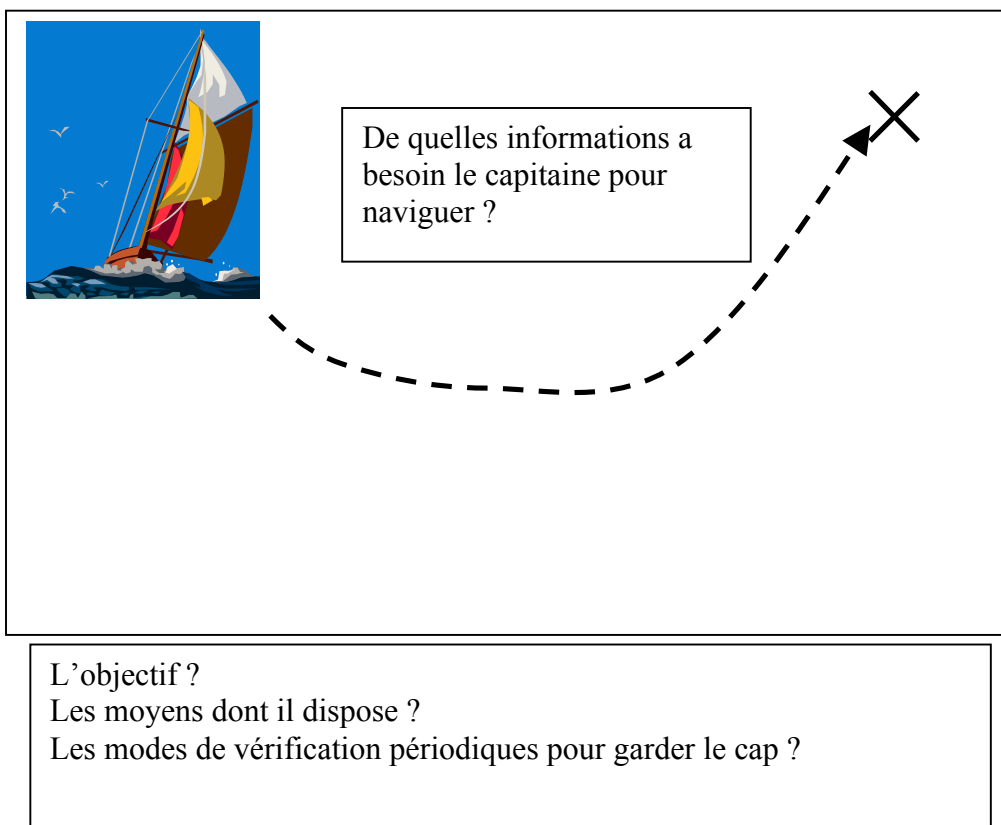 De quelles informations a
besoin le capitaine pour
naviguer ?
L’objectif ?
Les moyens dont il dispose ?
Les modes de vérification périodiques pour garder le cap ?